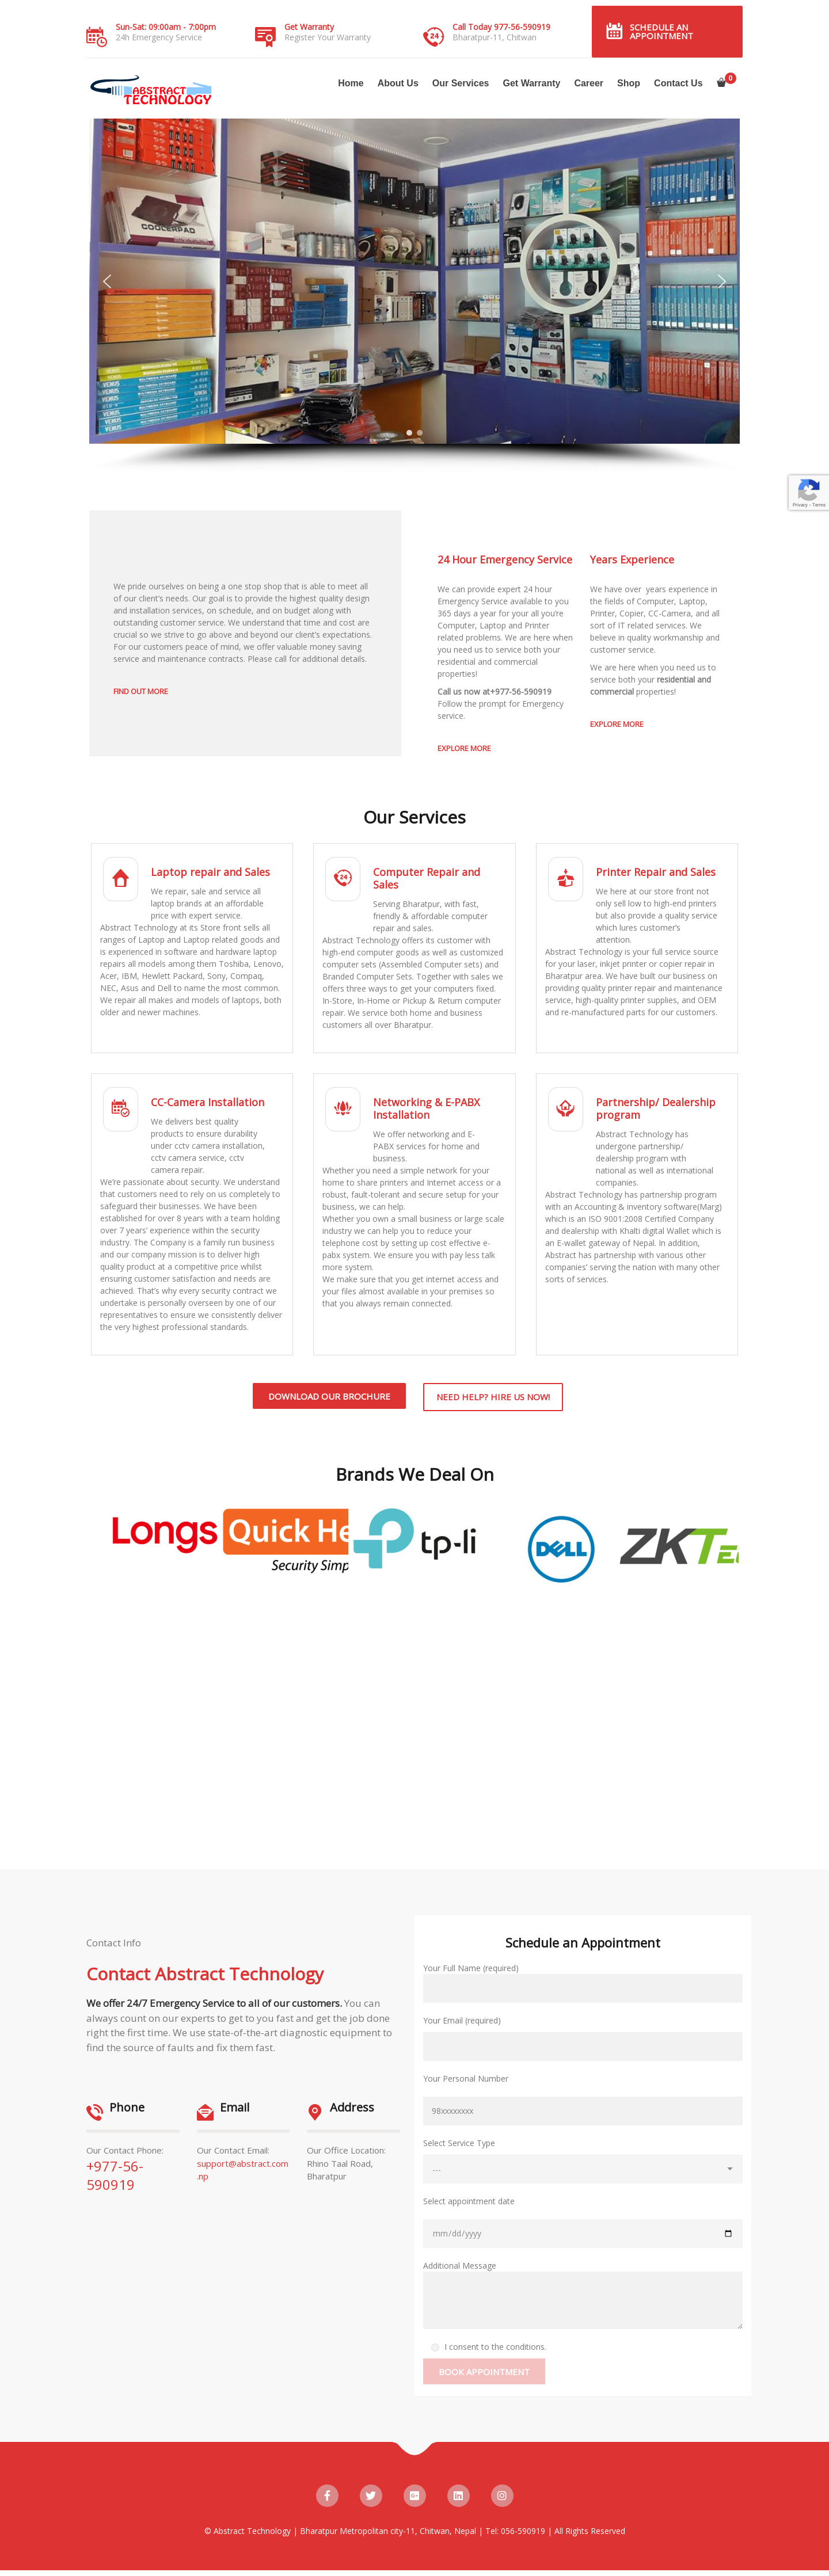 Sun-Sat: 09:00am - 7:00pm
24h Emergency Service
Get Warranty
Register Your Warranty
Call Today 977-56-590919
Bharatpur-11, Chitwan
SCHEDULE AN
APPOINTMENT
ABSTRACT
TECHNOLOGY
Home
About Us
Our Services
Get Warranty
Career
Shop
Contact Us
0
COOLERPAD
VENUS
VENUS
VENUS
Privacy - Terms
We pride ourselves on being a one stop shop that is able to meet all
of our client's needs. Our goal is to provide the highest quality design
and installation services, on schedule, and on budget along with
outstanding customer service. We understand that time and cost are
crucial so we strive to go above and beyond our client's expectations.
For our customers peace of mind, we offer valuable money saving
service and maintenance contracts. Please call for additional details.
FIND OUT MORE
24 Hour Emergency Service
We can provide expert 24 hour
Emergency Service available to you
365 days a year for your all you're
Computer, Laptop and Printer
related problems. We are here when
you need us to service both your
residential and commercial
properties!
Call us now at+977-56-590919
Follow the prompt for Emergency
service.
EXPLORE MORE
Years Experience
We have over  years experience in
the fields of Computer, Laptop,
Printer, Copier, CC-Camera, and all
sort of IT related services. We
believe in quality workmanship and
customer service.
We are here when you need us to
service both your residential and
commercial properties!
EXPLORE MORE
Our Services
Laptop repair and Sales
We repair, sale and service all
laptop brands at an affordable
price with expert service.
Abstract Technology at its Store front sells all
ranges of Laptop and Laptop related goods and
is experienced in software and hardware laptop
repairs all models among them Toshiba, Lenovo,
Acer, IBM, Hewlett Packard, Sony, Compaq,
NEC, Asus and Dell to name the most common.
We repair all makes and models of laptops, both
older and newer machines.
24
Computer Repair and
Sales
Serving Bharatpur, with fast,
friendly & affordable computer
repair and sales.
Abstract Technology offers its customer with
high-end computer goods as well as customized
computer sets (Assembled Computer sets) and
Branded Computer Sets. Together with sales we
offers three ways to get your computers fixed.
In-Store, In-Home or Pickup & Return computer
repair. We service both home and business
customers all over Bharatpur.
Printer Repair and Sales
We here at our store front not
only sell low to high-end printers
but also provide a quality service
which lures customer's
attention.
Abstract Technology is your full service source
for your laser, inkjet printer or copier repair in
Bharatpur area. We have built our business on
providing quality printer repair and maintenance
service, high-quality printer supplies, and OEM
and re-manufactured parts for our customers.
CC-Camera Installation
We delivers best quality
products to ensure durability
under cctv camera installation,
cctv camera service, cctv
camera repair.
We're passionate about security. We understand
that customers need to rely on us completely to
safeguard their businesses. We have been
established for over 8 years with a team holding
over 7 years' experience within the security
industry. The Company is a family run business
and our company mission is to deliver high
quality product at a competitive price whilst
ensuring customer satisfaction and needs are
achieved. That's why every security contract we
undertake is personally overseen by one of our
representatives to ensure we consistently deliver
the very highest professional standards.
Networking & E-PABX
Installation
We offer networking and E-
PABX services for home and
business.
Whether you need a simple network for your
home to share printers and Internet access or a
robust, fault-tolerant and secure setup for your
business, we can help.
Whether you own a small business or large scale
industry we can help you to reduce your
telephone cost by setting up cost effective e-
pabx system. We ensure you with pay less talk
more system.
We make sure that you get internet access and
your files almost available in your premises so
that you always remain connected.
Partnership/ Dealership
program
Abstract Technology has
undergone partnership/
dealership program with
national as well as international
companies.
Abstract Technology has partnership program
with an Accounting & inventory software(Marg)
which is an ISO 9001:2008 Certified Company
and dealership with Khalti digital Wallet which is
an E-wallet gateway of Nepal. In addition,
Abstract has partnership with various other
companies' serving the nation with many other
sorts of services.
DOWNLOAD OUR BROCHURE
NEED HELP? HIRE US NOW!
Brands We Deal On
Longs
Quick He
Security Simp
tp-li
DELL
ZKTe
Contact Info
Contact Abstract Technology
We offer 24/7 Emergency Service to all of our customers. You can
always count on our experts to get to you fast and get the job done
right the first time. We use state-of-the-art diagnostic equipment to
find the source of faults and fix them fast.
Phone
Our Contact Phone:
+977-56-
590919
Email
Our Contact Email:
support@abstract.com
.np
Address
Our Office Location:
Rhino Taal Road,
Bharatpur
Schedule an Appointment
Your Full Name (required)
Your Email (required)
Your Personal Number
98xxxxxxxx
Select Service Type
---
Select appointment date
mm/dd/yyyy
Additional Message
I consent to the conditions.
BOOK APPOINTMENT
© Abstract Technology | Bharatpur Metropolitan city-11, Chitwan, Nepal | Tel: 056-590919 | All Rights Reserved